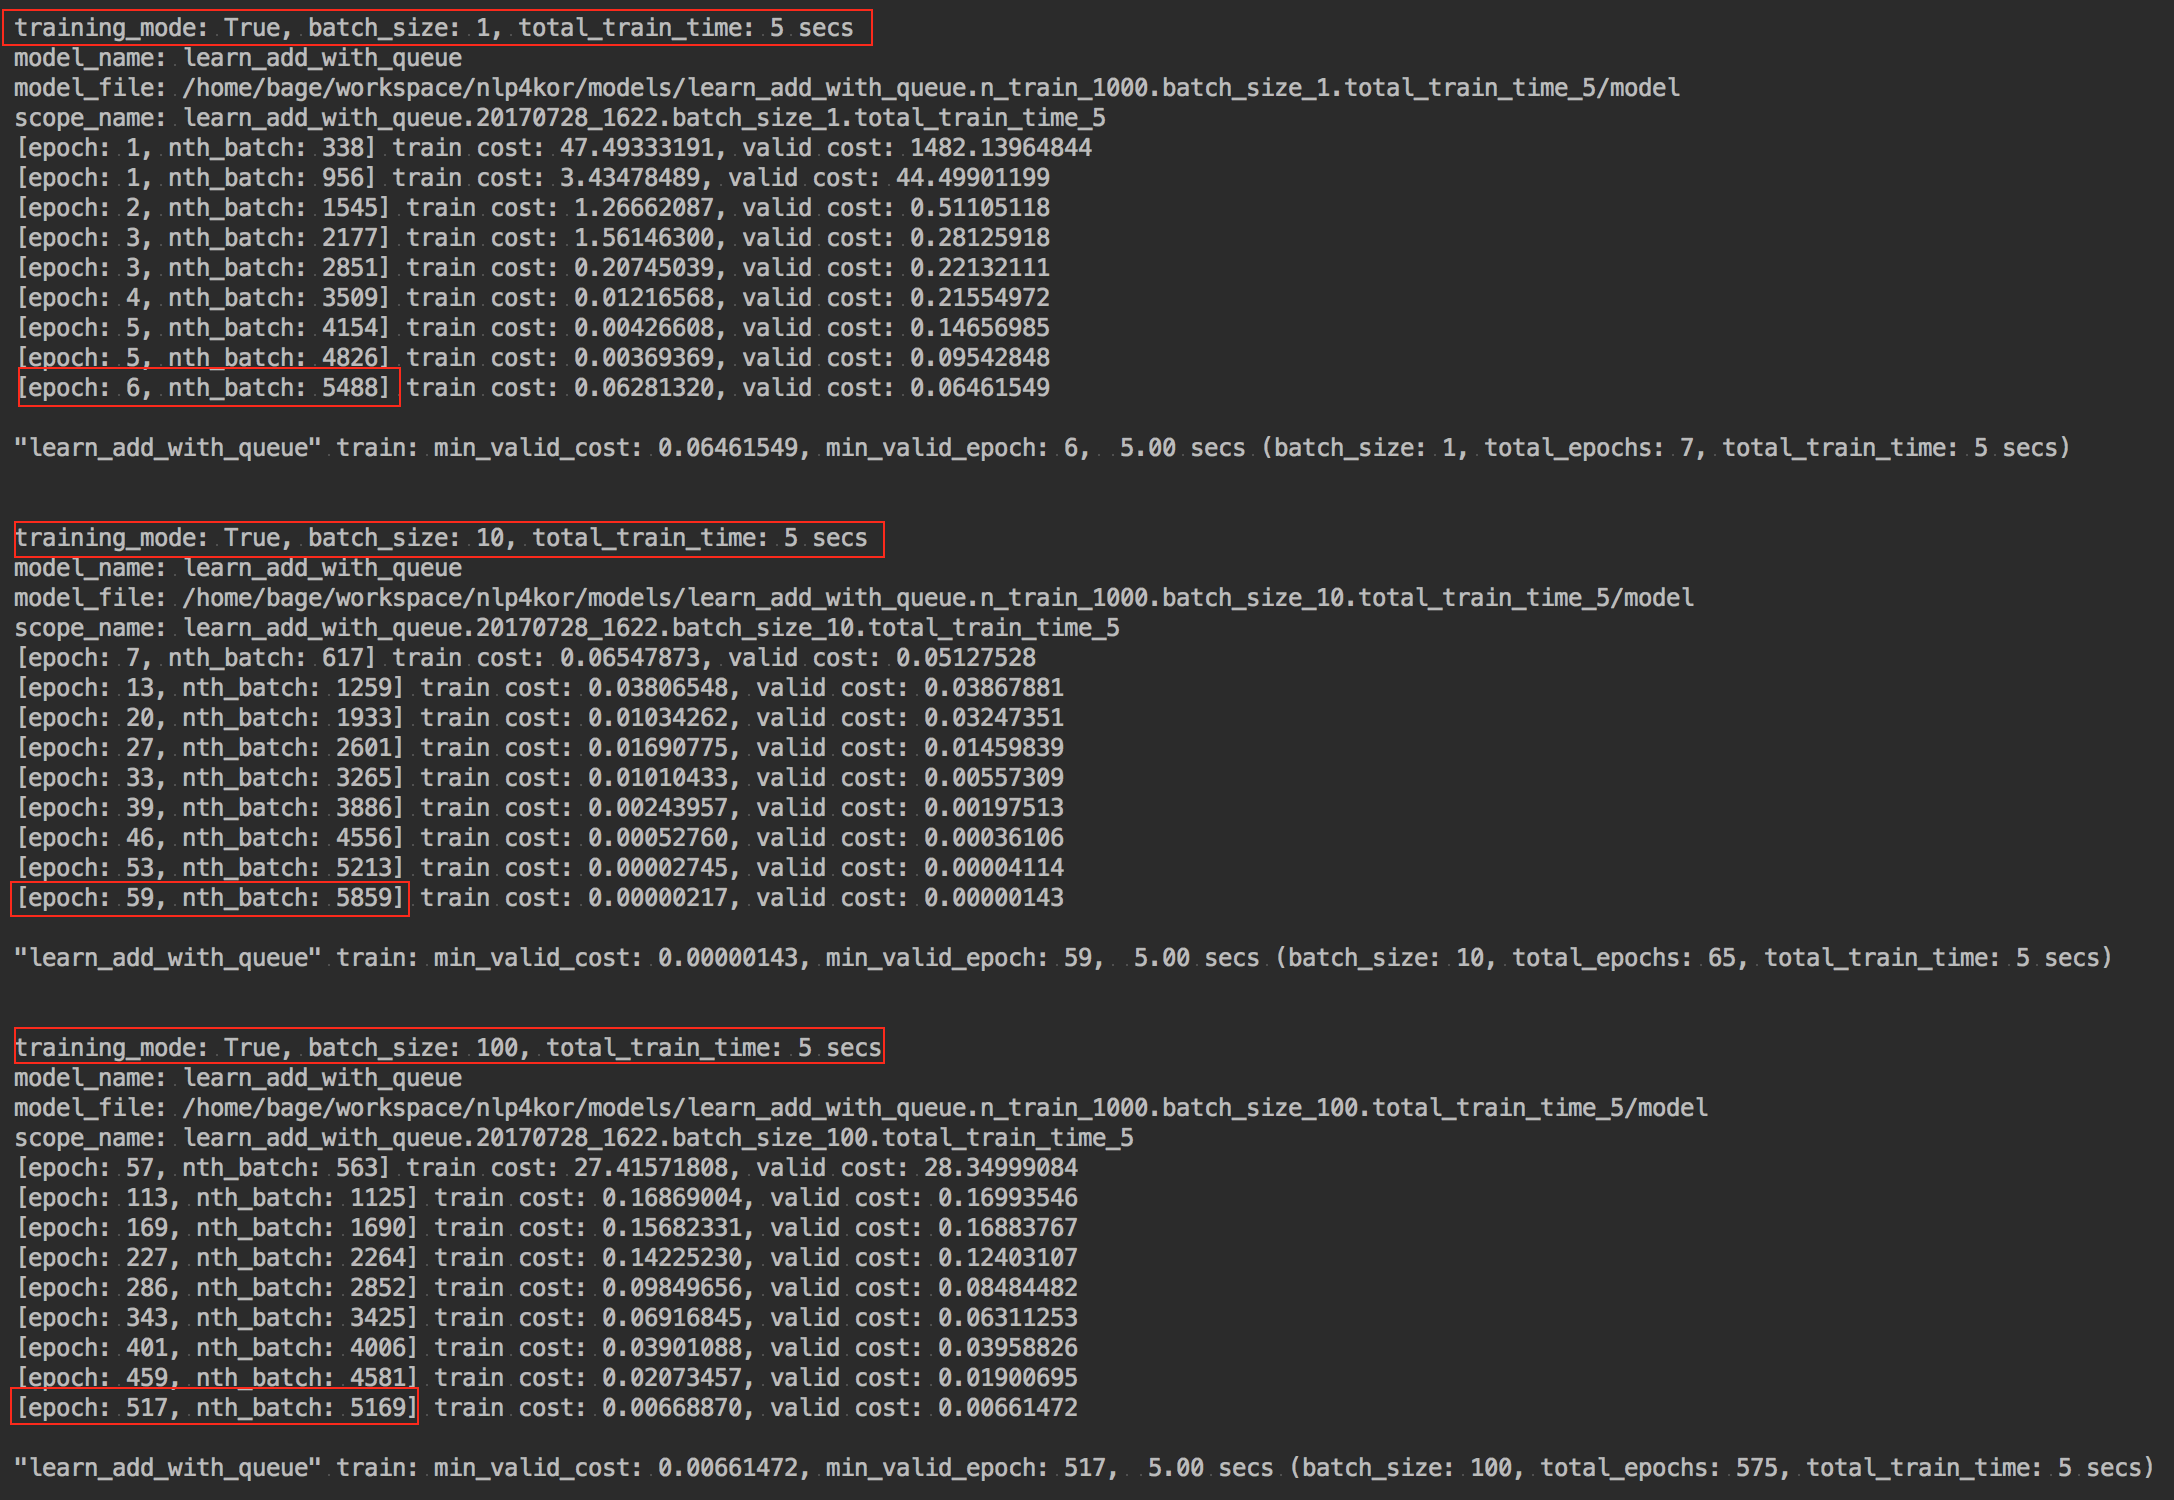 training_mode: True, batch_size: 1, total_train_time: 5 secs
model_name: learn_add_with_queue
model_file: /home/bage/workspace/nlp4kor/models/learn_add_with_queue.n_train_1000.batch_size_1.total_train_time_5/model
scope_name: learn_add_with_queue.20170728_1622.batch_size_1.total_train_time_5
[epoch: 1, nth_batch: 338] train cost: 47.49333191, valid cost: 1482.13964844
[epoch: 1, nth_batch: 956] train cost: 3.43478489, valid cost: 44.49901199
[epoch: 2, nth_batch: 1545] train cost: 1.26662087, valid cost: 0.51105118
[epoch: 3, nth_batch: 2177] train cost: 1.56146300, valid cost: 0.28125918
[epoch: 3, nth_batch: 2851] train cost: 0.20745039, valid cost: 0.22132111
[epoch: 4, nth_batch: 3509] train cost: 0.01216568, valid cost: 0.21554972
[epoch: 5, nth_batch: 4154] train cost: 0.00426608, valid cost: 0.14656985
[epoch: 5, nth_batch: 4826] train cost: 0.00369369, valid cost: 0.09542848
[epoch: 6, nth_batch: 5488] train cost: 0.06281320, valid cost: 0.06461549
"learn_add_with_queue" train: min_valid_cost: 0.06461549, min_valid_epoch: 6,  5.00 secs (batch_size: 1, total_epochs: 7, total_train_time: 5 secs)
training_mode: True, batch_size: 10, total_train_time: 5 secs
model_name: learn_add_with_queue
model_file: /home/bage/workspace/nlp4kor/models/learn_add_with_queue.n_train_1000.batch_size_10.total_train_time_5/model
scope_name: learn_add_with_queue.20170728_1622.batch_size_10.total_train_time_5
[epoch: 7, nth_batch: 617] train cost: 0.06547873, valid cost: 0.05127528
[epoch: 13, nth_batch: 1259] train cost: 0.03806548, valid cost: 0.03867881
[epoch: 20, nth_batch: 1933] train cost: 0.01034262, valid cost: 0.03247351
[epoch: 27, nth_batch: 2601] train cost: 0.01690775, valid cost: 0.01459839
[epoch: 33, nth_batch: 3265] train cost: 0.01010433, valid cost: 0.00557309
[epoch: 39, nth_batch: 3886] train cost: 0.00243957, valid cost: 0.00197513
[epoch: 46, nth_batch: 4556] train cost: 0.00052760, valid cost: 0.00036106
[epoch: 53, nth_batch: 5213] train cost: 0.00002745, valid cost: 0.00004114
[epoch: 59, nth_batch: 5859] train cost: 0.00000217, valid cost: 0.00000143
"learn_add_with_queue" train: min_valid_cost: 0.00000143, min_valid_epoch: 59,  5.00 secs (batch_size: 10, total_epochs: 65, total_train_time: 5 secs)
training_mode: True, batch_size: 100, total_train_time: 5 secs
model_name: learn_add_with_queue
model_file: /home/bage/workspace/nlp4kor/models/learn_add_with_queue.n_train_1000.batch_size_100.total_train_time_5/model
scope_name: learn_add_with_queue.20170728_1622.batch_size_100.total_train_time_5
[epoch: 57, nth_batch: 563] train cost: 27.41571808, valid cost: 28.34999084
[epoch: 113, nth_batch: 1125] train cost: 0.16869004, valid cost: 0.16993546
[epoch: 169, nth_batch: 1690] train cost: 0.15682331, valid cost: 0.16883767
[epoch: 227, nth_batch: 2264] train cost: 0.14225230, valid cost: 0.12403107
[epoch: 286, nth_batch: 2852] train cost: 0.09849656, valid cost: 0.08484482
[epoch: 343, nth_batch: 3425] train cost: 0.06916845, valid cost: 0.06311253
[epoch: 401, nth_batch: 4006] train cost: 0.03901088, valid cost: 0.03958826
[epoch: 459, nth_batch: 4581] train cost: 0.02073457, valid cost: 0.01900695
[epoch: 517, nth_batch: 5169] train cost: 0.00668870, valid cost: 0.00661472
"learn_add_with_queue" train: min_valid_cost: 0.00661472, min_valid_epoch: 517,  5.00 secs (batch_size: 100, total_epochs: 575, total_train_time: 5 secs)